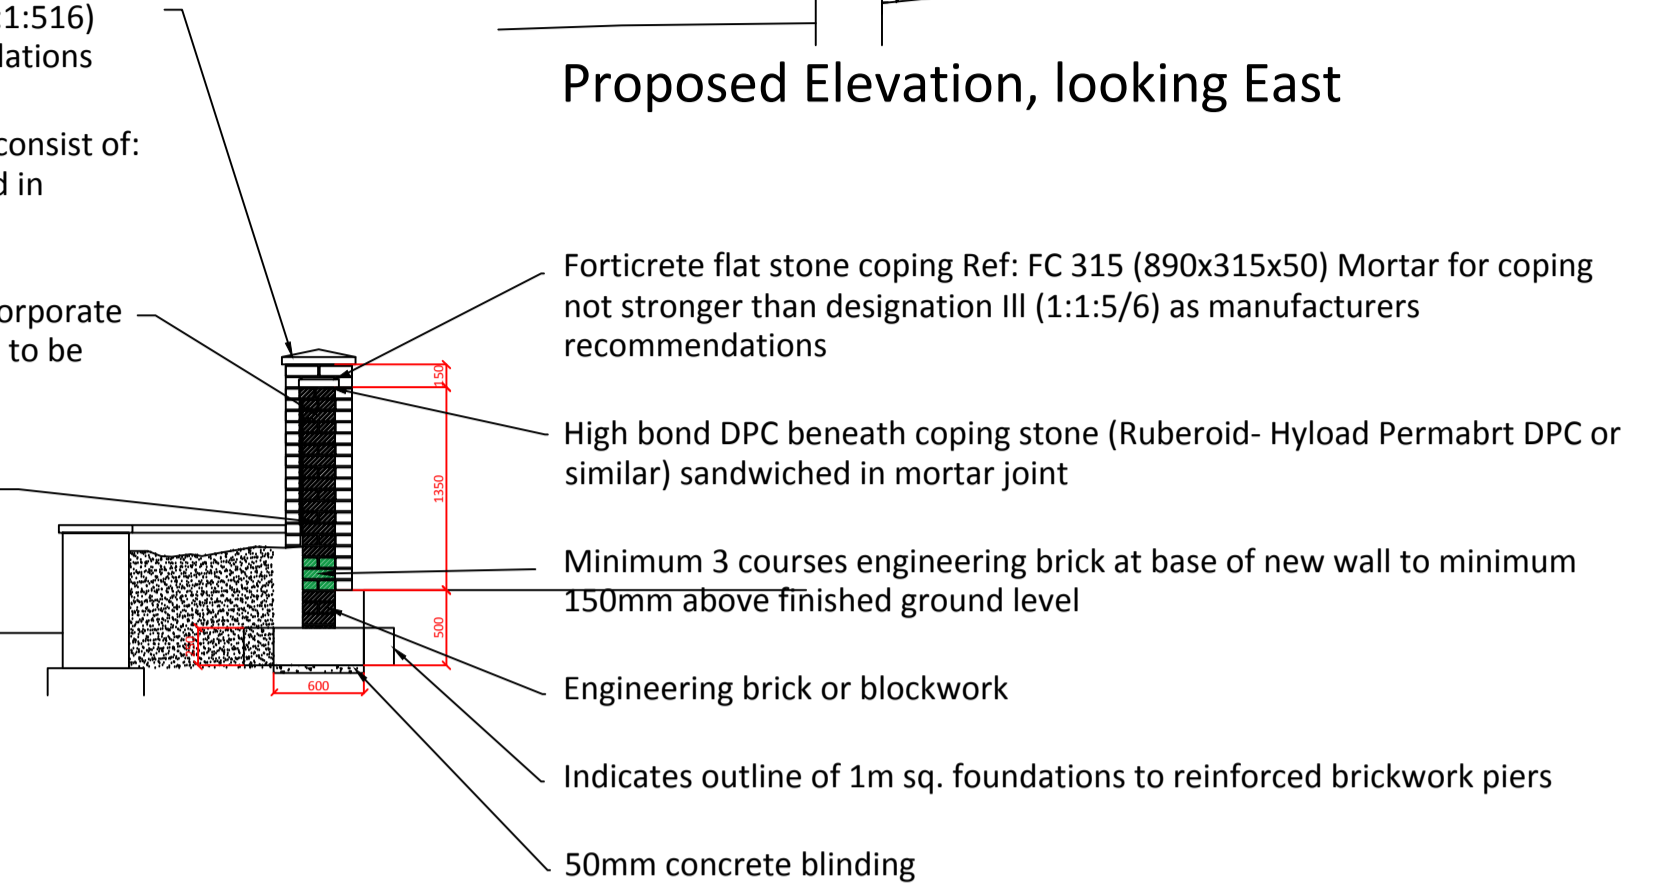 :1:516)
lations
consist of:
d in
orporate
to be
Proposed Elevation, looking East
Forticrete flat stone coping Ref: FC 315 (890x315x50) Mortar for coping
not stronger than designation Ill (1:1:5/6) as manufacturers
recommendations
High bond DPC beneath coping stone (Ruberoid- Hyload Permabrt DPC or
similar) sandwiched in mortar joint
Minimum 3 courses engineering brick at base of new wall to minimum
150mm above finished ground level
Engineering brick or blockwork
Indicates outline of 1m sq. foundations to reinforced brickwork piers
50mm concrete blinding
150
1350
500
600